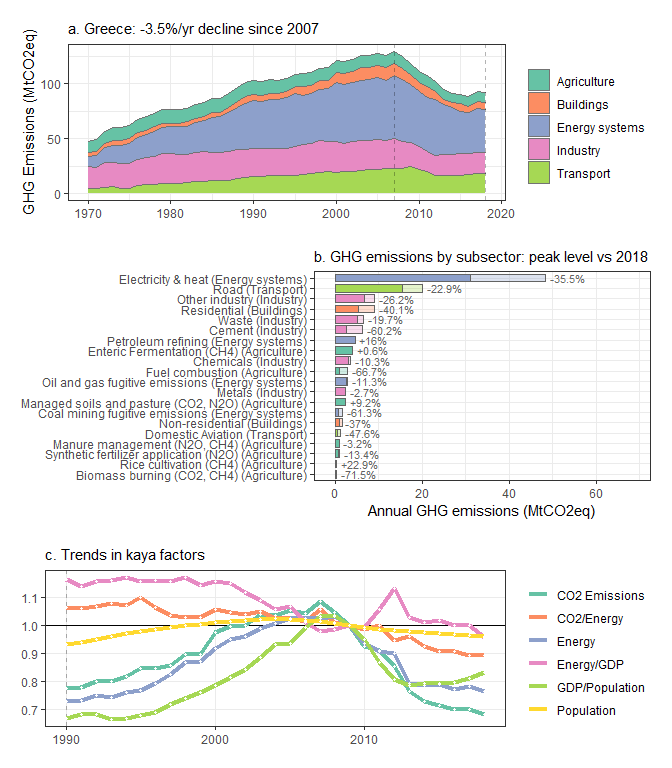 a. Greece: -3.5%/yr decline since 2007
GHG Emissions (MtCO2eq)
100
50
0
1970
1980
1990
2000
2010
2020
Agriculture
Buildings
Energy systems
Industry
Transport
b. GHG emissions by subsector: peak level vs 2018
Electricity & heat (Energy systems) -35.5%
Road (Transport) -22.9%
Other industry (Industry) -26.2%
Residential (Buildings) -40.1%
Waste (Industry) -19.7%
Cement (Industry) -60.2%
Petroleum refining (Energy systems) +16%
Enteric Fermentation (CH4) (Agriculture) +0.6%
Chemicals (Industry) -10.3%
Fuel combustion (Agriculture) -66.7%
Oil and gas fugitive emissions (Energy systems) -11.3%
Metals (Industry) -2.7%
Managed soils and pasture (CO2, N2O) (Agriculture) +9.2%
Coal mining fugitive emissions (Energy systems) -61.3%
Non-residential (Buildings) -37%
Domestic Aviation (Transport) -47.6%
Manure management (N2O, CH4) (Agriculture) -3.2%
Synthetic fertilizer application (N2O) (Agriculture) -13.4%
Rice cultivation (CH4) (Agriculture) +22.9%
Biomass burning (CO2, CH4) (Agriculture) -71.5%
0
20
40
60
Annual GHG emissions (MtCO2eq)
c. Trends in kaya factors
1.1
1.0
0.9
0.8
0.7
1990
2000
2010
CO2 Emissions
CO2/Energy
Energy
Energy/GDP
GDP/Population
Population